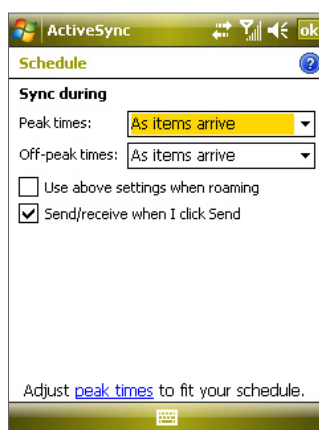 ActiveSync ok
Schedule ?
Sync during
Peak times: As items arrive
Off-peak times: As items arrive
Use above settings when roaming
Send/receive when I click Send
Adjust peak times to fit your schedule.